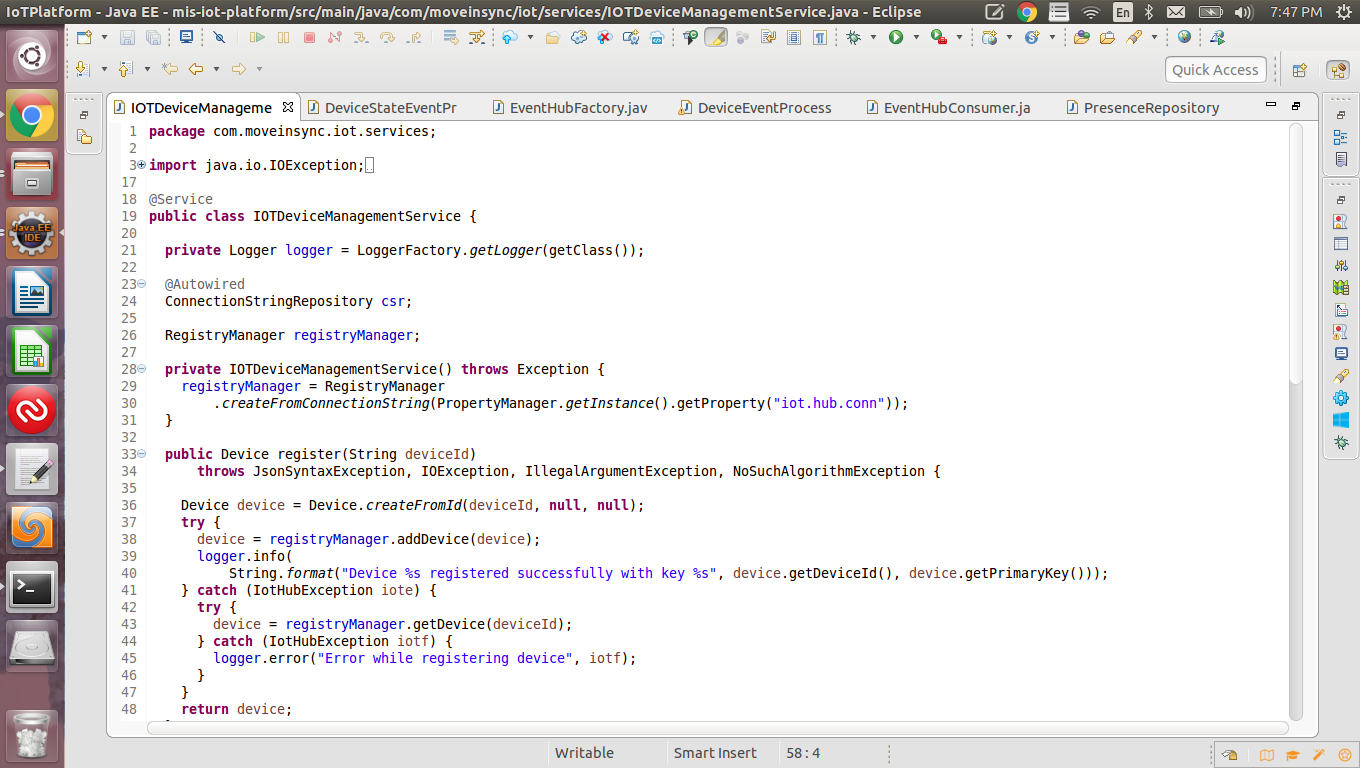 IoTPlatform - Java EE - mis-iot-platform/src/main/java/com/moveinsync/iot/services/IOTDeviceManagementService.java - Eclipse
En
7:47 PM
Quick Access
IOTDeviceManageme
DeviceStateEventPr
EventHubFactory.jav
DeviceEventProcess
EventHubConsumer.ja
PresenceRepository
1 package com.moveinsync.iot.services;
2
3 import java.io.IOException;
17
18 @Service
19 public class IOTDeviceManagementService {
20
21 private Logger logger = LoggerFactory.getLogger(getClass());
22
23 @Autowired
24 ConnectionStringRepository csr;
25
26 RegistryManager registryManager;
27
28 private IOTDeviceManagementService() throws Exception {
29 registryManager = RegistryManager
30 .createFromConnectionString(PropertyManager.getInstance().getProperty("iot.hub.conn"));
31 }
32
33 public Device register(String deviceId)
34 throws JsonSyntaxException, IOException, IllegalArgumentException, NoSuchAlgorithmException {
35
36 Device device = Device.createFromId(deviceId, null, null);
37 try {
38 device = registryManager.addDevice(device);
39 logger.info(
40 String.format("Device %s registered successfully with key %s", device.getDeviceId(), device.getPrimaryKey()));
41 } catch (IotHubException iote) {
42 try {
43 device = registryManager.getDevice(deviceId);
44 } catch (IotHubException iotf) {
45 logger.error("Error while registering device", iotf);
46 }
47 }
48 return device;
Java EE
IDE
Writable
Smart Insert
58 : 4